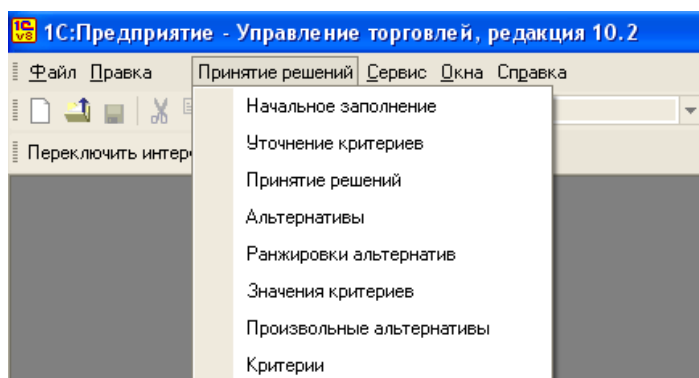 1С:Предприятие - Управление торговлей, редакция 10.2
Файл Правка Принятие решений Сервис Окна Справка
Начальное заполнение
Уточнение критериев
Переключить
Принятие решений
Альтернативы
Ранжировки альтернатив
Значения критериев
Произвольные альтернативы
Критерии